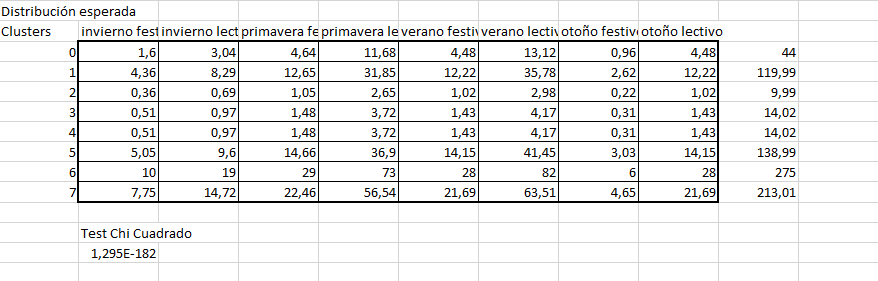 Distribución esperada
Clusters invierno fest invierno lect primavera fe primavera le verano festiv verano lectiv otoño festivo otoño lectivo
0 1,6 3,04 4,64 11,68 4,48 13,12 0,96 4,48 44
1 4,36 8,29 12,65 31,85 12,22 35,78 2,62 12,22 119,99
2 0,36 0,69 1,05 2,65 1,02 2,98 0,22 1,02 9,99
3 0,51 0,97 1,48 3,72 1,43 4,17 0,31 1,43 14,02
4 0,51 0,97 1,48 3,72 1,43 4,17 0,31 1,43 14,02
5 5,05 9,6 14,66 36,9 14,15 41,45 3,03 14,15 138,99
6 10 19 29 73 28 82 6 28 275
7 7,75 14,72 22,46 56,54 21,69 63,51 4,65 21,69 213,01
Test Chi Cuadrado
1,295E-182